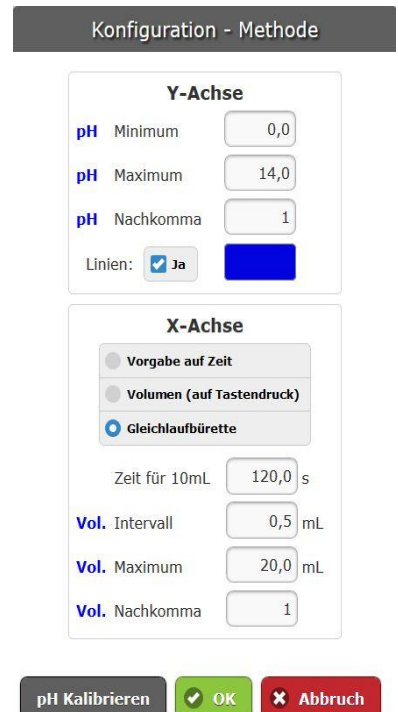 Konfiguration - Methode
Y-Achse
pH Minimum 0,0
pH Maximum 14,0
pH Nachkomma 1
Linien: Ja
X-Achse
Vorgabe auf Zeit
Volumen (auf Tastendruck)
Gleichlaufbürette
Zeit für 10mL 120,0 s
Vol. Intervall 0,5 mL
Vol. Maximum 20,0 mL
Vol. Nachkomma 1
pH Kalibrieren OK Abbruch